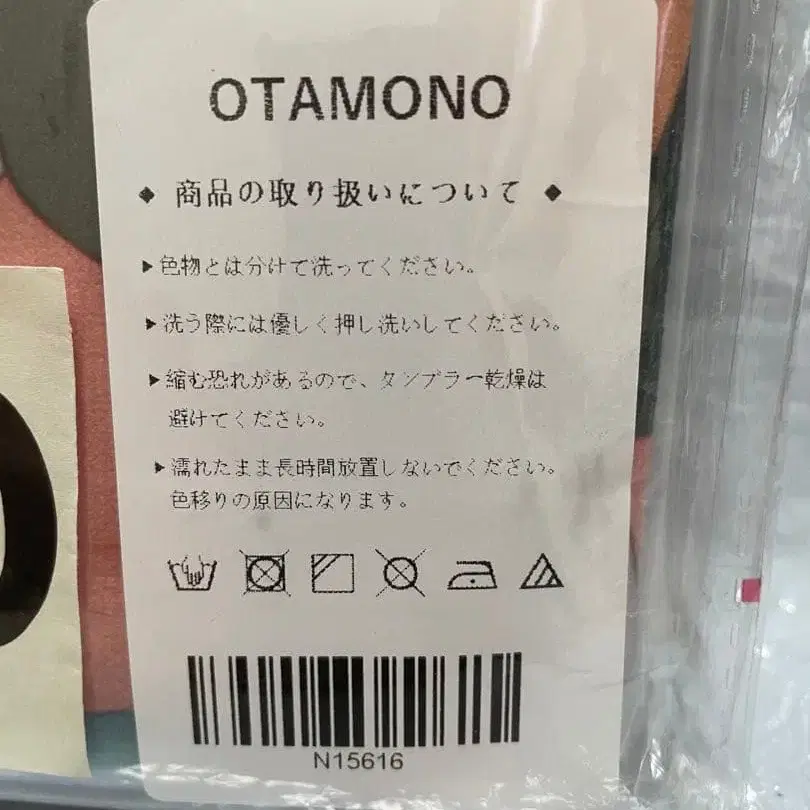 OTAMONO
◆ 商品の取り扱いについて ◆
▶色物とは分けて洗ってください。
▶洗う際には優しく押し洗いしてください。
▶縮む恐れがあるので、タンブラー乾燥は
避けてください。
▶濡れたまま長時間放置しないでください。
色移りの原因になります。
N15616